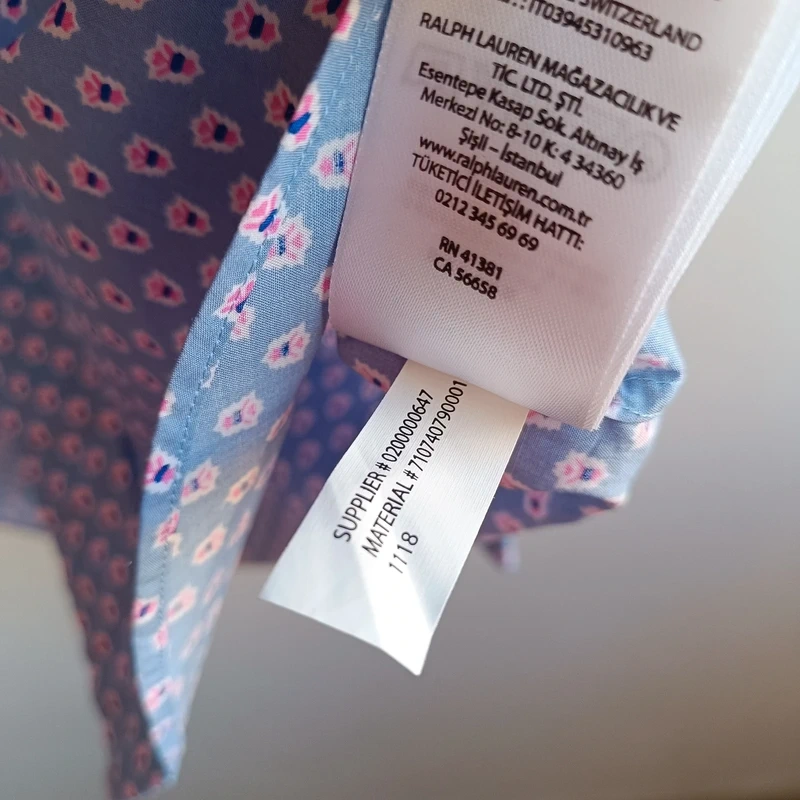 SWITZERLAND
IT03945310963
RALPH LAUREN MAĞAZACILIK VE
TİC. LTD. ŞTİ.
Esentepe Kasap Sok. Altınay İş
Merkezi No: 8-10 K: 4 34360
Şişli – İstanbul
www.ralphlauren.com.tr
TÜKETİCİ İLETİŞİM HATTI:
0212 345 69 69
RN 41381
CA 56658
SUPPLIER # 0200000647
MATERIAL # 710740790001
1118